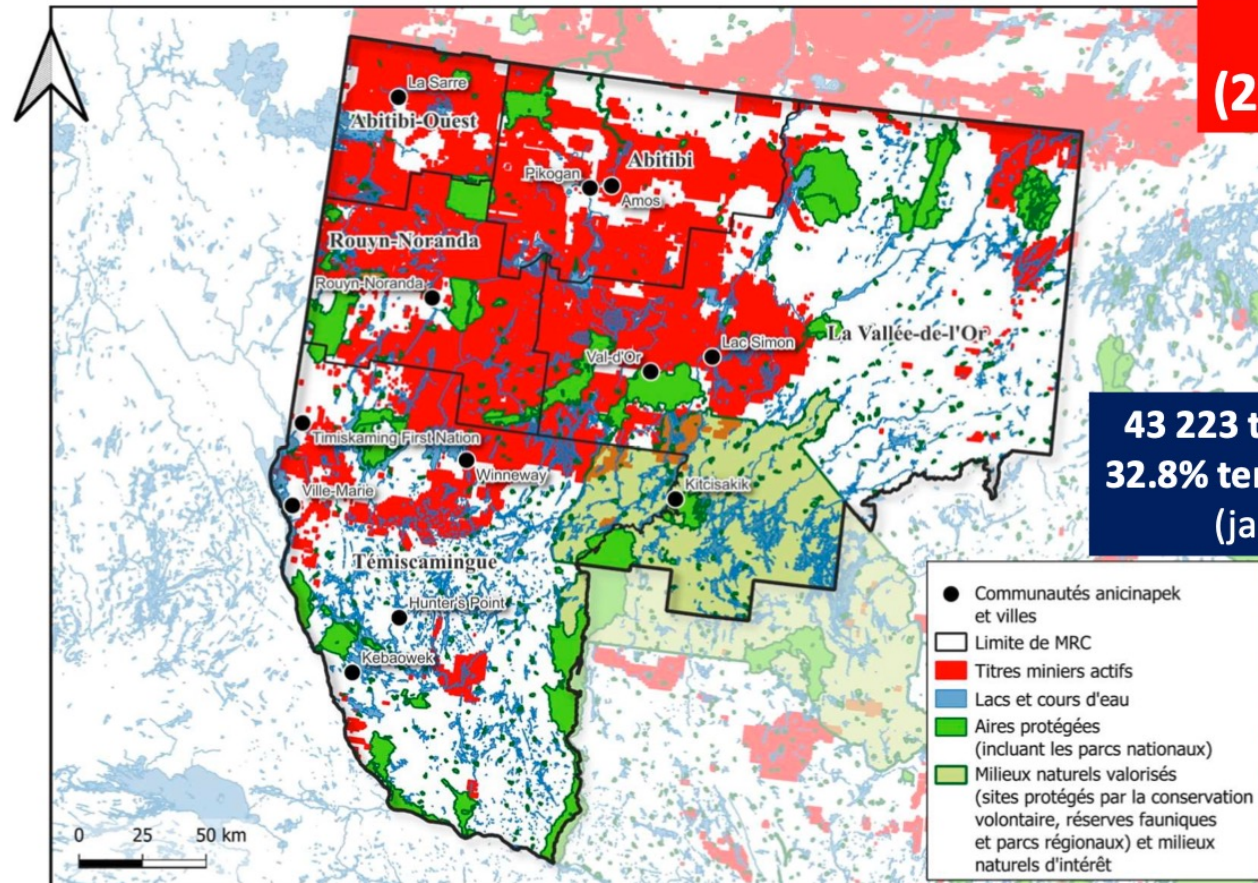 (2
La Sarre
Abitibi-Ouest
Abitibi
Pikogan
Amos
Rouyn-Noranda
Rouyn-Noranda
La Vallée-de-l'Or
Lac Simon
Val-d'Or
Timiskaming First Nation
Winneway
Ville-Marie
Kitcisakik
Témiscamingue
Hunter's Point
Kebaowek
43 223 t
32.8% ter
(ja
Communautés anicinapek
et villes
Limite de MRC
Titres miniers actifs
Lacs et cours d'eau
Aires protégées
(incluant les parcs nationaux)
Milieux naturels valorisés
(sites protégés par la conservation
volontaire, réserves fauniques
et parcs régionaux) et milieux
naturels d'intérêt
0 25 50 km